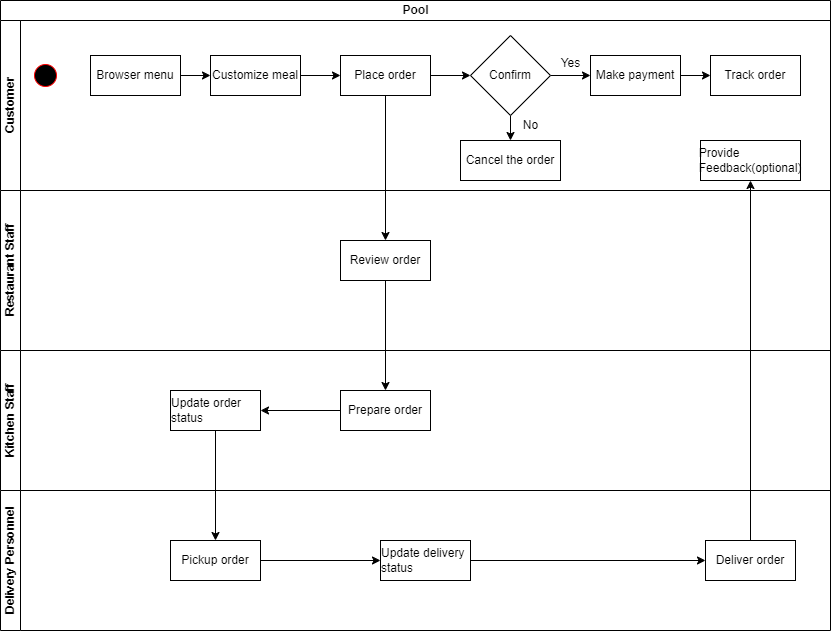 Pool
Customer
Browser menu
Customize meal
Place order
Confirm
Yes
Make payment
Track order
No
Cancel the order
Provide
Feedback(optional)
Restaurant Staff
Review order
Kitchen Staff
Update order
status
Prepare order
Delivery Personnel
Pickup order
Update delivery
status
Deliver order